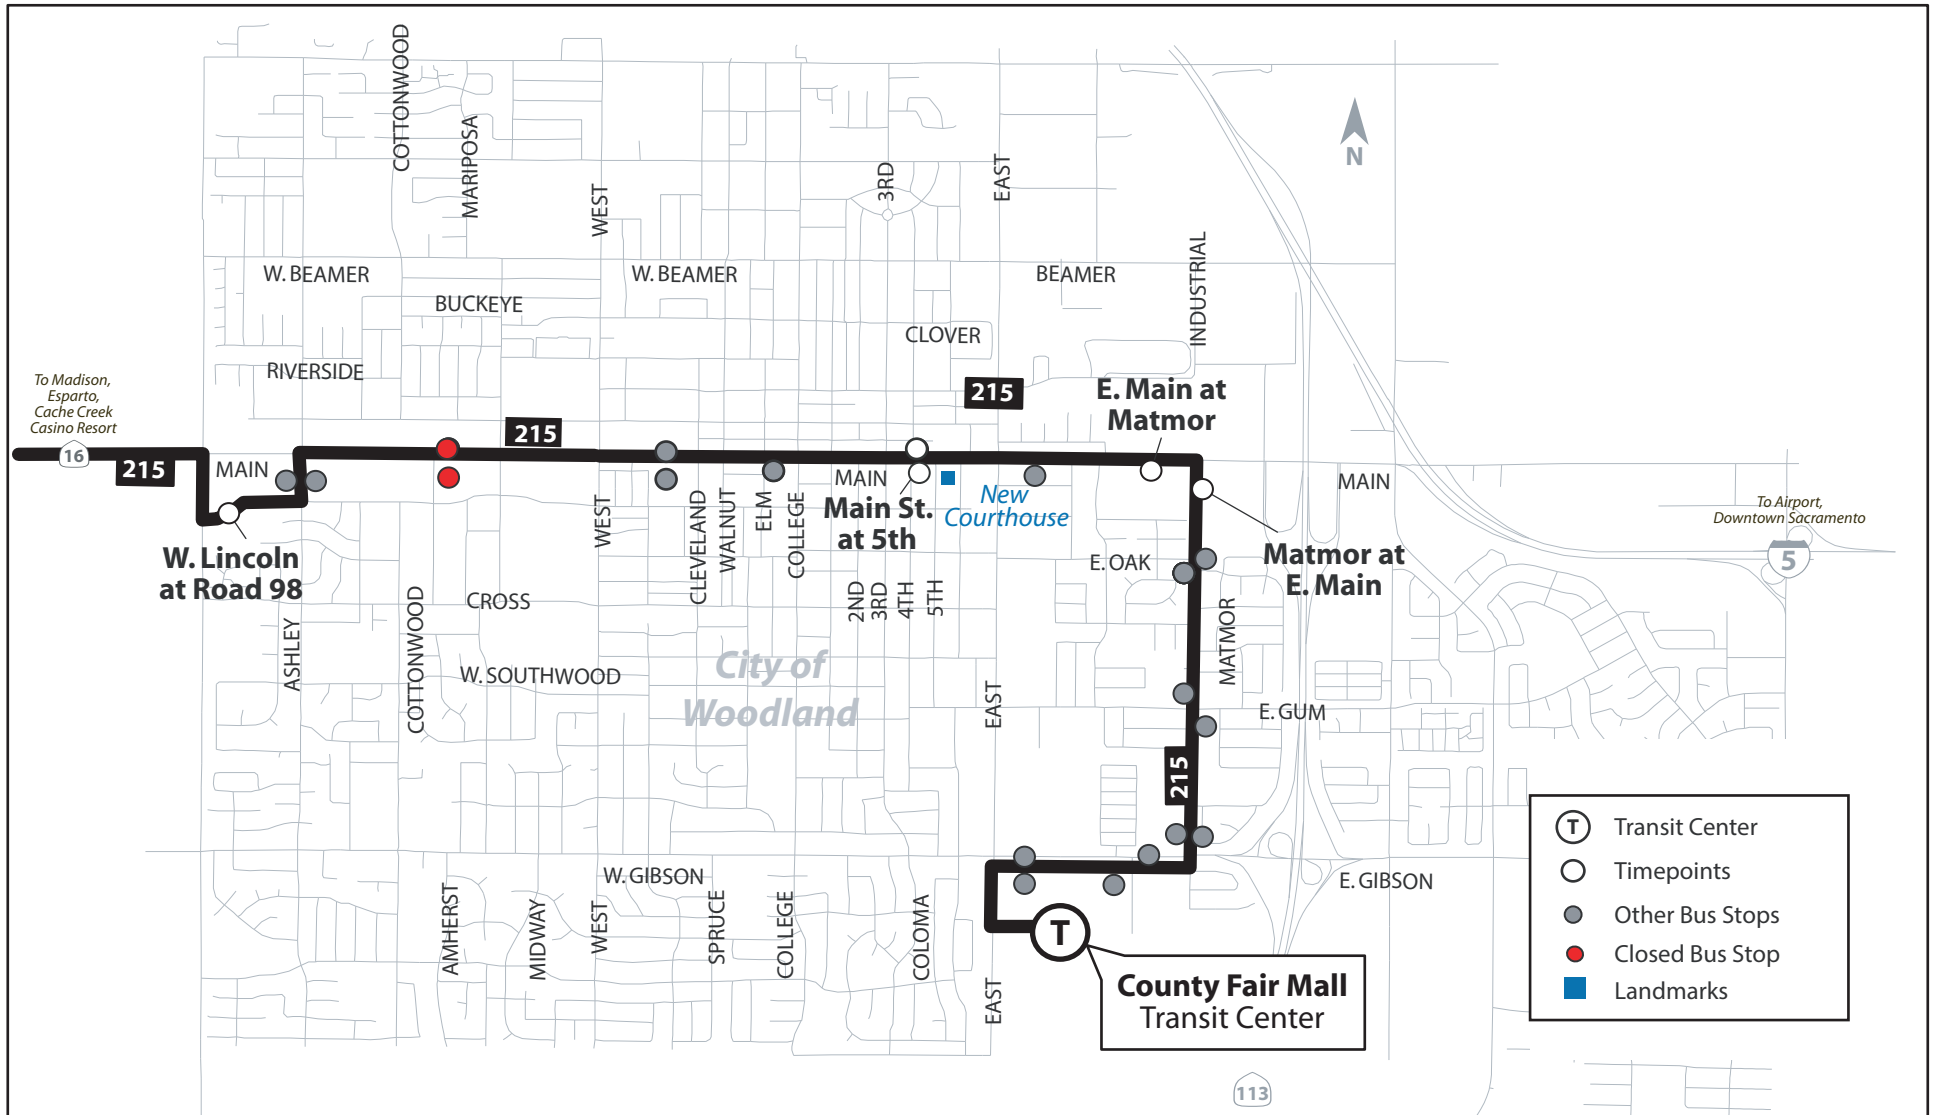 COTTONWOOD
MARIPOSA
WEST
3RD
EAST
N
INDUSTRIAL
W. BEAMER
W. BEAMER
BEAMER
BUCKEYE
CLOVER
RIVERSIDE
To Madison,
Esparto,
Cache Creek
Casino Resort
16
215
215
215
E. Main at
Matmor
MAIN
MAIN
MAIN
Main St.
at 5th
New
Courthouse
To Airport,
Downtown Sacramento
5
W. Lincoln
at Road 98
WEST
CLEVELAND
WALNUT
ELM
COLLEGE
E. OAK
Matmor at
E. Main
CROSS
2ND
3RD
4TH
5TH
ASHLEY
COTTONWOOD
MATMOR
W. SOUTHWOOD
City of
Woodland
EAST
E. GUM
215
W. GIBSON
E. GIBSON
AMHERST
MIDWAY
WEST
SPRUCE
COLLEGE
COLOMA
EAST
T
County Fair Mall
Transit Center
113
T Transit Center
Timepoints
Other Bus Stops
Closed Bus Stop
Landmarks